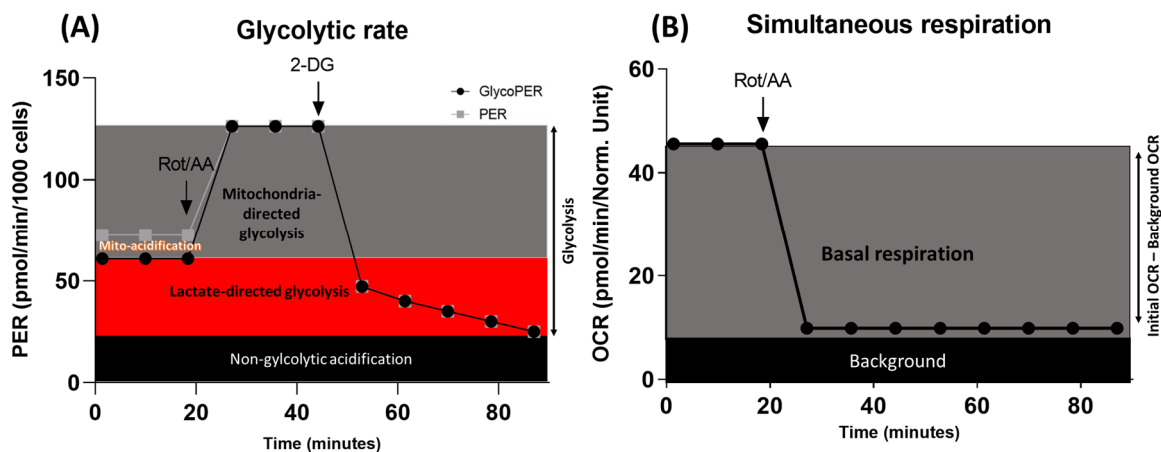 (A)
Glycolytic rate
PER (pmol/min/1000 cells)
150
100
50
0
2-DG
GlycoPER
PER
Rot/AA
Mitochondria-
directed
glycolysis
Mito-acidification
Lactate-directed glycolysis
Non-gylcolytic acidification
Glycolysis
0
20
40
60
80
Time (minutes)
(B)
Simultaneous respiration
OCR (pmol/min/Norm. Unit)
60
40
20
0
Rot/AA
Basal respiration
Background
Initial OCR – Background OCR
0
20
40
60
80
Time (minutes)